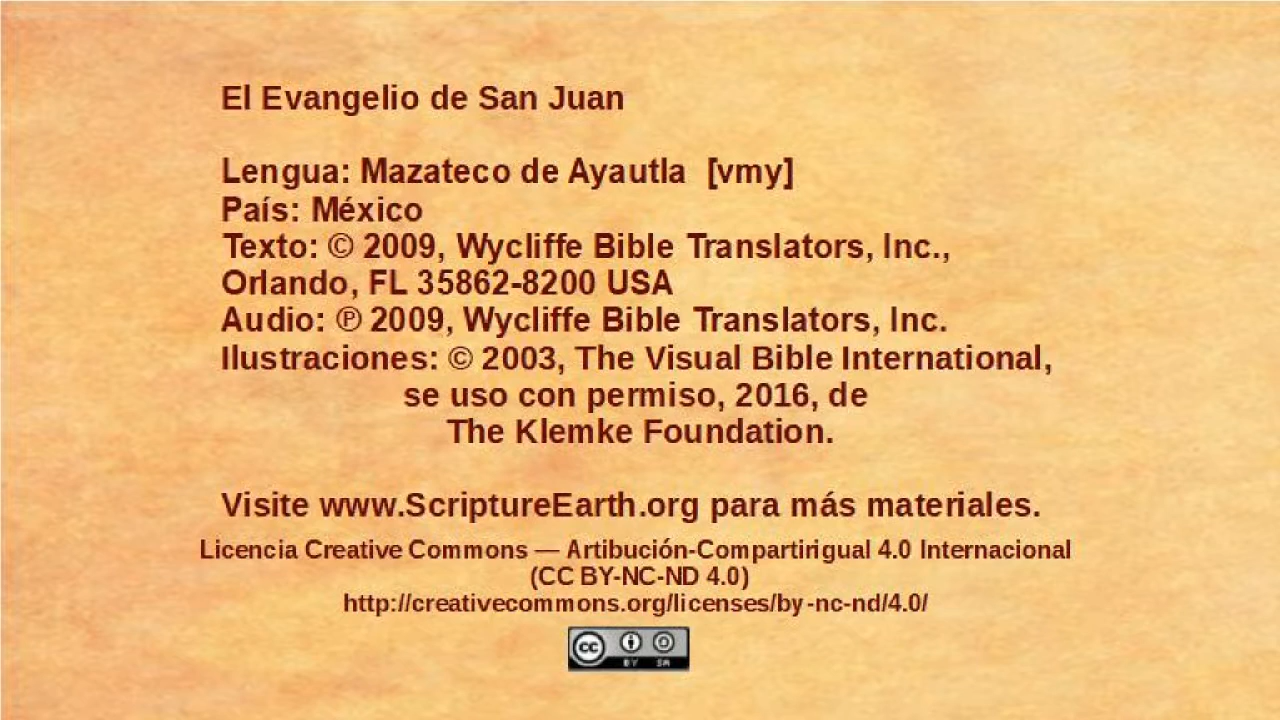 El Evangelio de San Juan
Lengua: Mazateco de Ayautla [vmy]
País: México
Texto: © 2009, Wycliffe Bible Translators, Inc.,
Orlando, FL 35862-8200 USA
Audio: ℗ 2009, Wycliffe Bible Translators, Inc.
Ilustraciones: © 2003, The Visual Bible International,
se uso con permiso, 2016, de
The Klemke Foundation.
Visite www.ScriptureEarth.org para más materiales.
Licencia Creative Commons — Artibución-Compartirigual 4.0 Internacional
(CC BY-NC-ND 4.0)
http://creativecommons.org/licenses/by-nc-nd/4.0/
cc BY SA